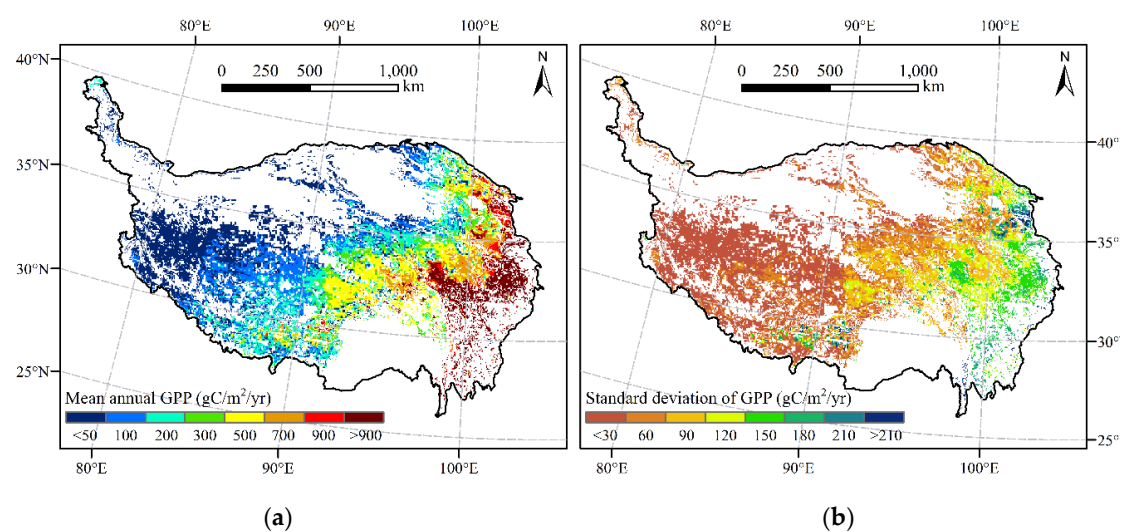 80°E 90°E 100°E
40°N
35°N
30°N
25°N
N
0 250 500 1,000
km
Mean annual GPP (gC/m²/yr)
<50 100 200 300 500 700 900 >900
80°E 90°E 100°E
(a)
80°E 90°E 100°E
N
0 250 500 1,000
km
40°
35°
30°
25°
Standard deviation of GPP (gC/m²/yr)
<30 60 90 120 150 180 210 >210
80°E 90°E 100°E
(b)